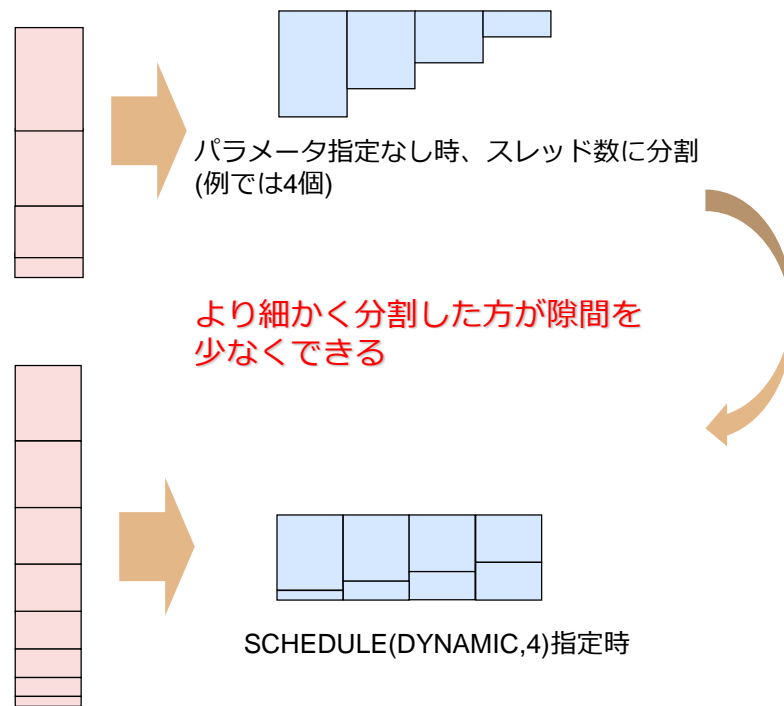 パラメータ指定なし時、スレッド数に分割
(例では4個)
より細かく分割した方が隙間を
少なくできる
SCHEDULE(DYNAMIC,4)指定時